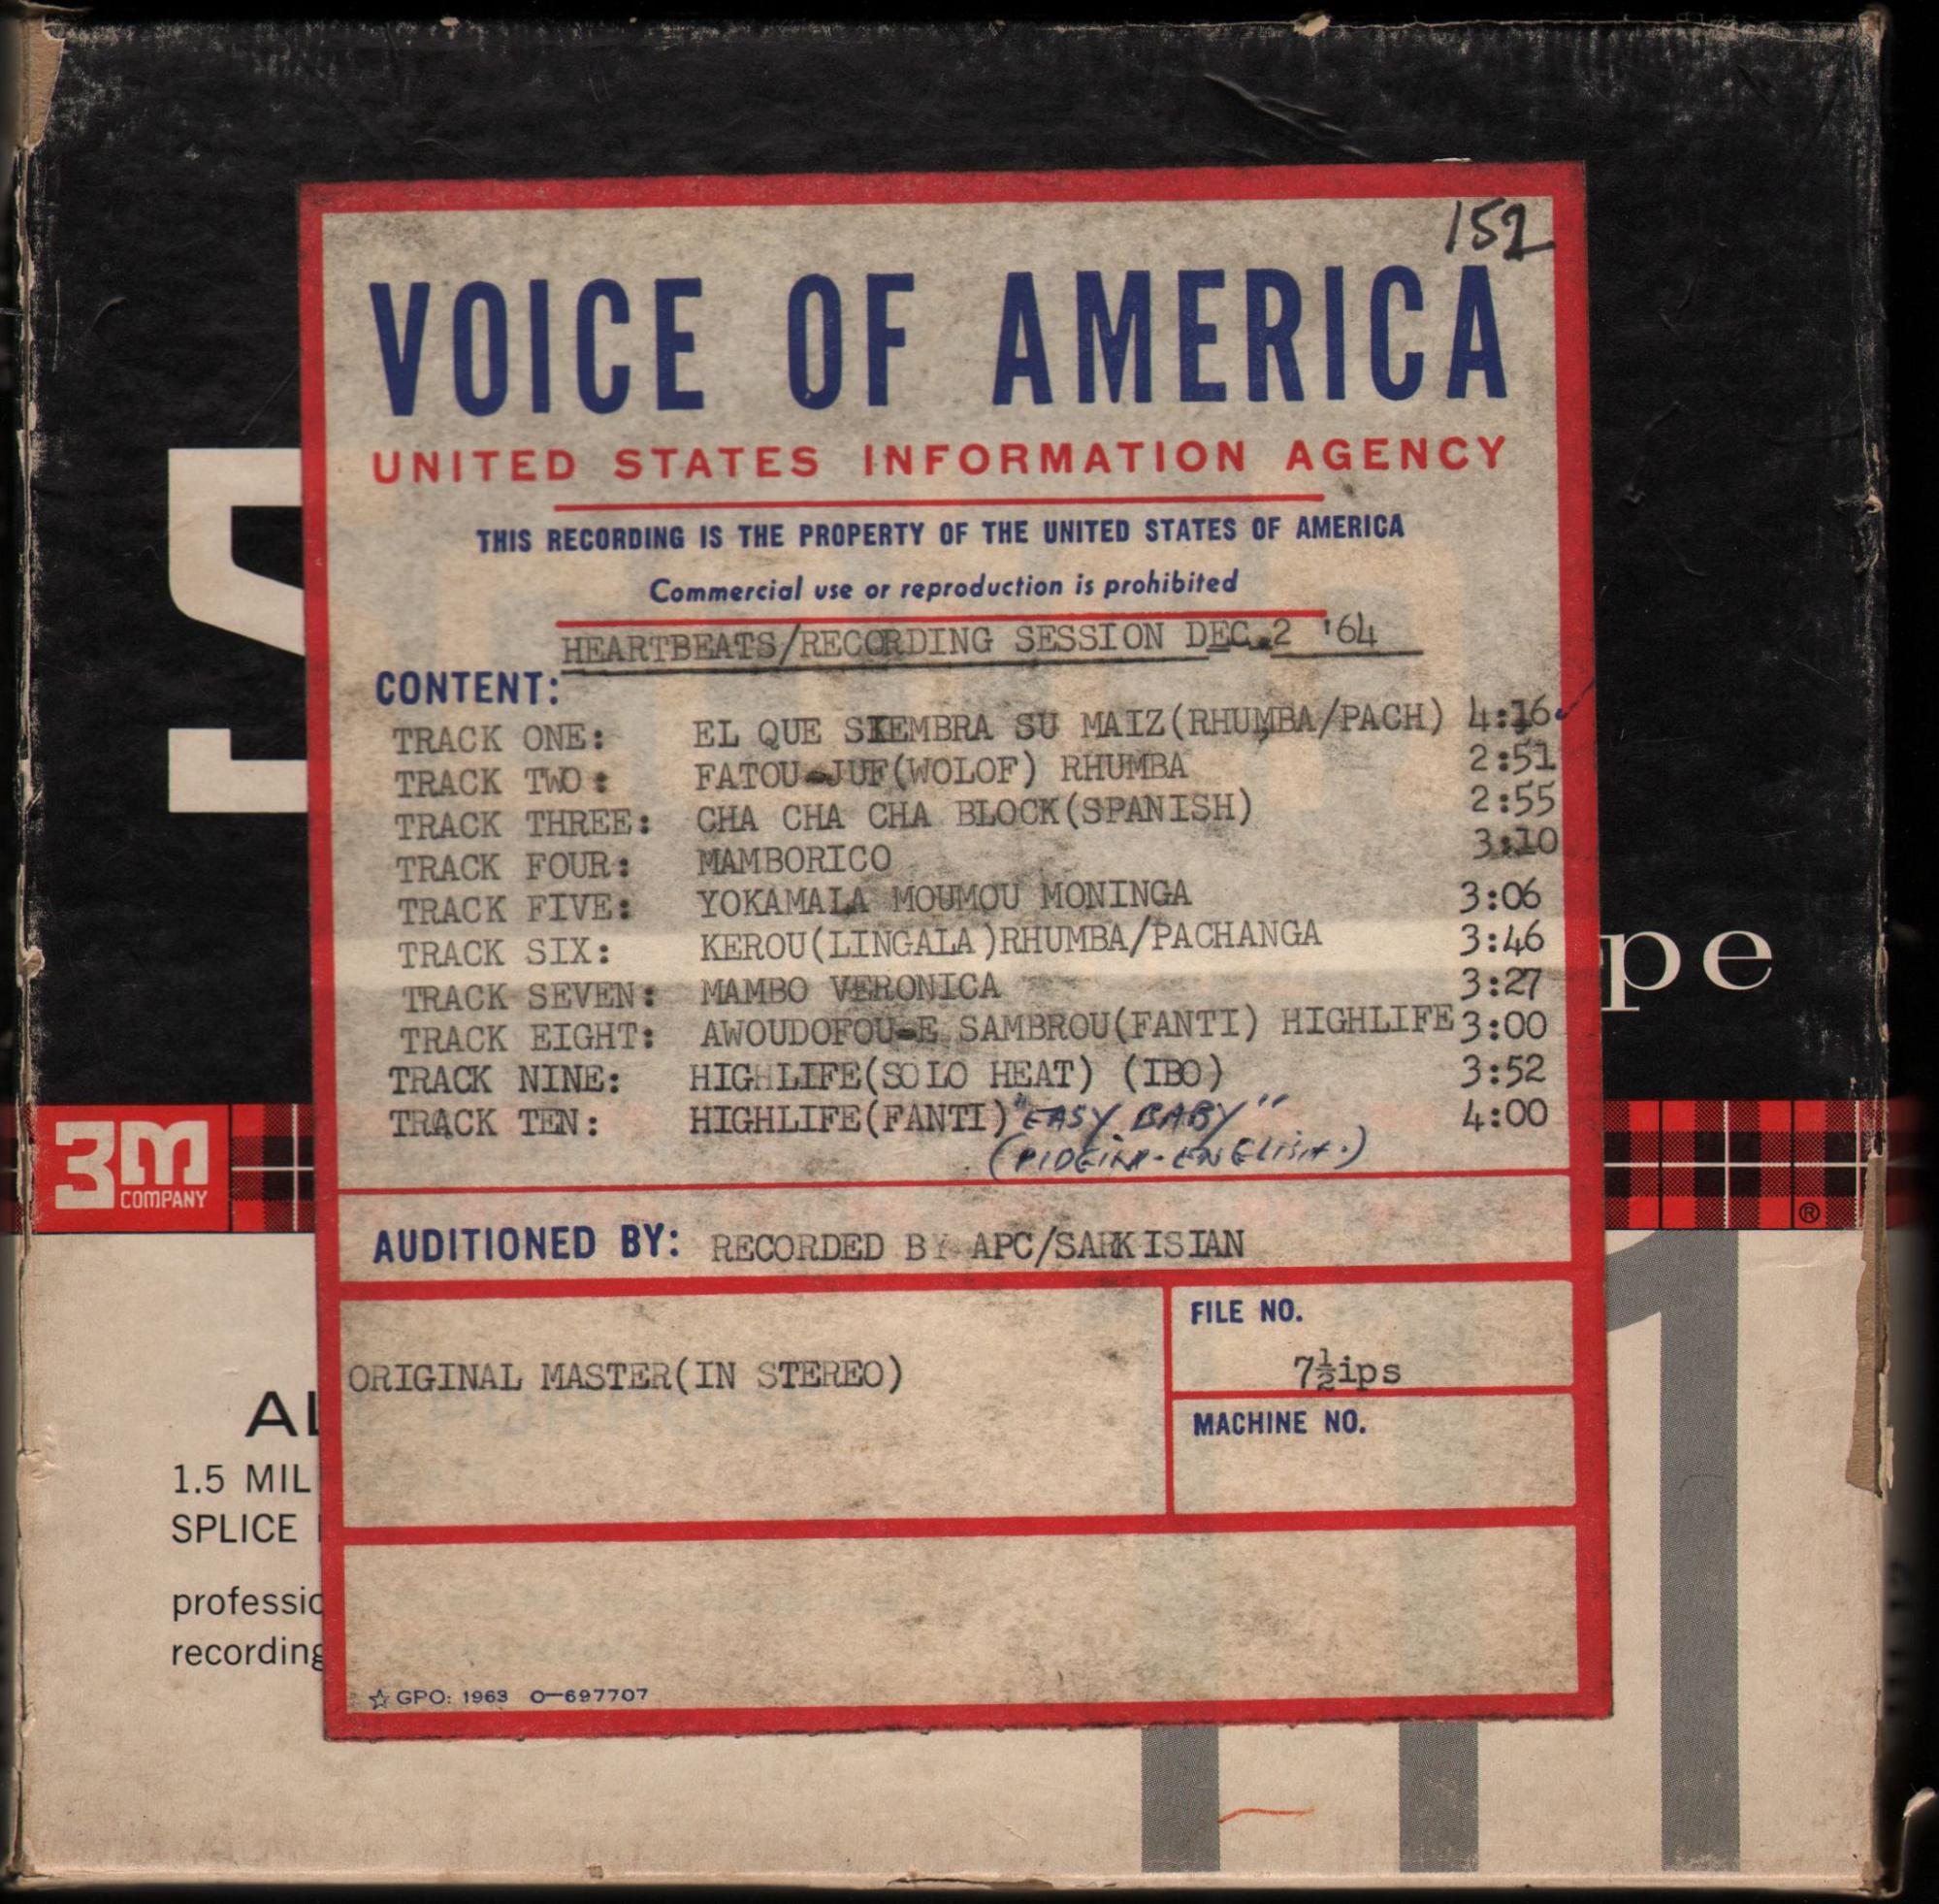 152
VOICE OF AMERICA
UNITED STATES INFORMATION AGENCY
THIS RECORDING IS THE PROPERTY OF THE UNITED STATES OF AMERICA
Commercial use or reproduction is prohibited
HEARTBEATS/RECORDING SESSION DEC.2 '64
CONTENT:
TRACK ONE: EL QUE SIEMBRA SU MAIZ(RHUMBA/PACH) 4:16
TRACK TWO: FATOU-JUF(WOLOF) RHUMBA 2:51
TRACK THREE: CHA CHA CHA BLOCK(SPANISH) 2:55
TRACK FOUR: MAMBORICO 3:10
TRACK FIVE: YOKAMALA MOUMOU MONINGA 3:06
TRACK SIX: KEROU(LINGALA)RHUMBA/PACHANGA 3:46
TRACK SEVEN: MAMBO VERONICA 3:27
TRACK EIGHT: AWOUDOFOU-E SAMBROU(FANTI) HIGHLIFE 3:00
TRACK NINE: HIGHLIFE(SOLO HEAT) (IBO) 3:52
TRACK TEN: HIGHLIFE(FANTI) "EASY BABY" 4:00
AUDITIONED BY: RECORDED BY APC/SARKISIAN
FILE NO.
7½ips
ORIGINAL MASTER(IN STEREO)
MACHINE NO.
☆ GPO: 1963 O—697707
S
pe
3M
COMPANY
®
AL
1.5 MIL
SPLICE
professio
recording